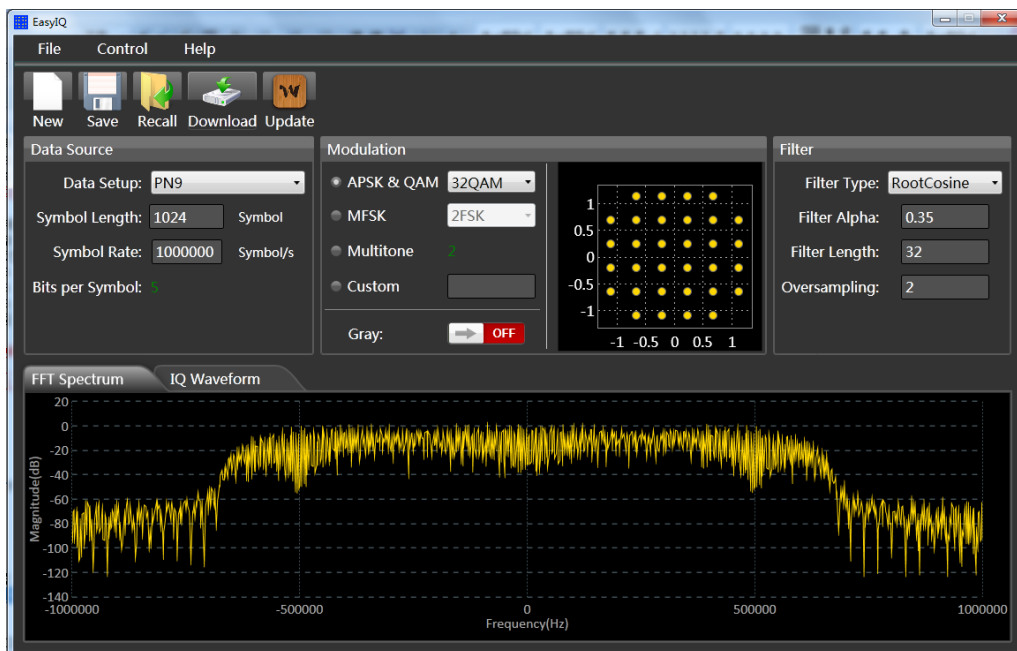 EasyIQ
File Control Help
New Save Recall Download Update
Data Source
Data Setup: PN9
Symbol Length: 1024 Symbol
Symbol Rate: 1000000 Symbol/s
Bits per Symbol: 5
Modulation
APSK & QAM 32QAM
MFSK 2FSK
Multitone 2
Custom
Gray: OFF
1
0.5
0
-0.5
-1
-1 -0.5 0 0.5 1
Filter
Filter Type: RootCosine
Filter Alpha: 0.35
Filter Length: 32
Oversampling: 2
FFT Spectrum IQ Waveform
Magnitude(dB)
20
0
-20
-40
-60
-80
-100
-120
-140
-1000000 -500000 0 500000 1000000
Frequency(Hz)